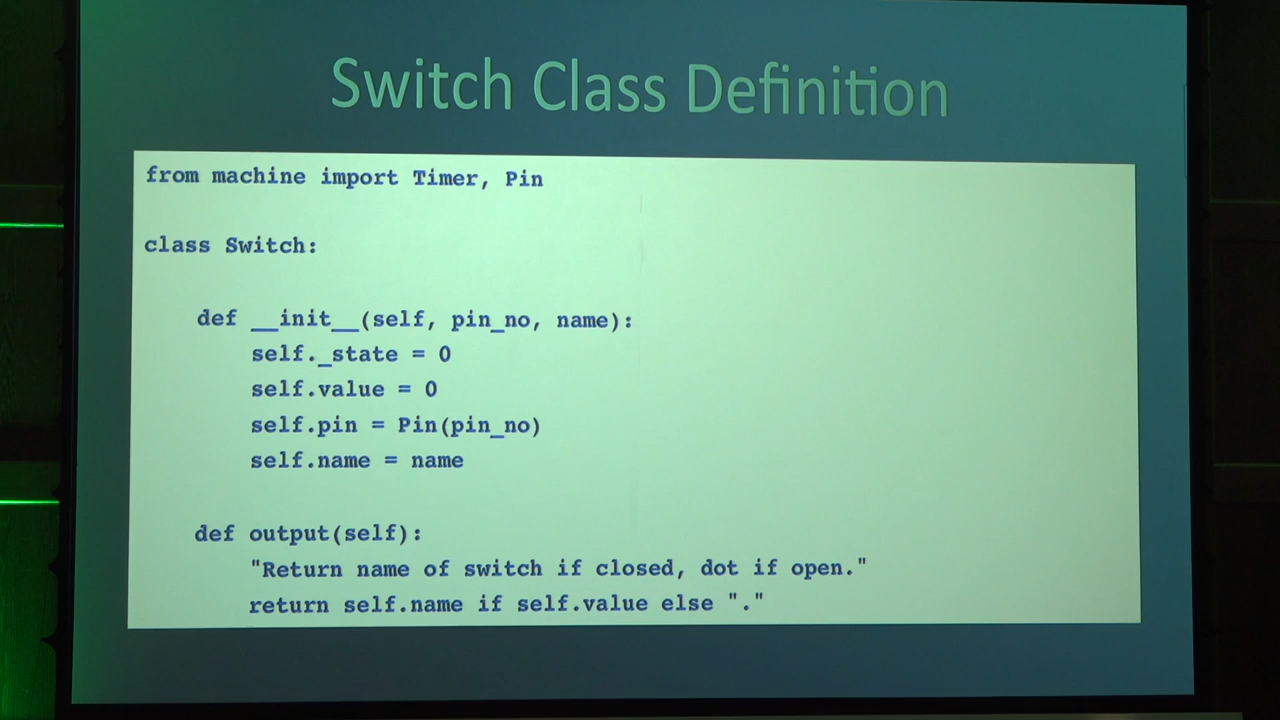 Switch Class Definition
from machine import Timer, Pin
class Switch:
    def __init__(self, pin_no, name):
        self._state = 0
        self.value = 0
        self.pin = Pin(pin_no)
        self.name = name
    def output(self):
        "Return name of switch if closed, dot if open."
        return self.name if self.value else "."